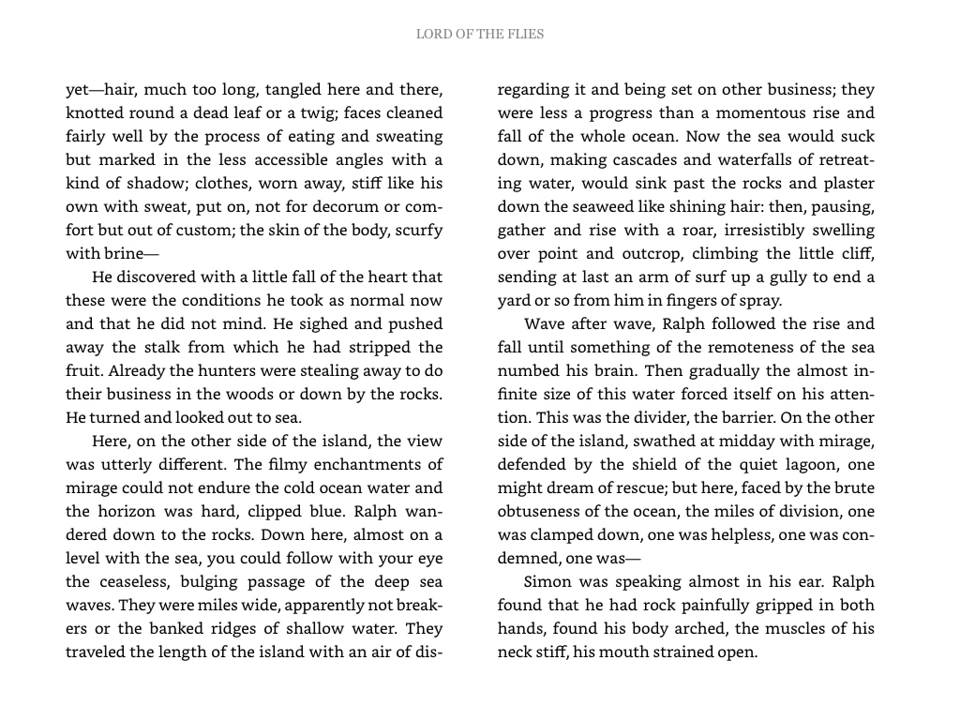 LORD OF THE FLIES
yet—hair, much too long, tangled here and there,
knotted round a dead leaf or a twig; faces cleaned
fairly well by the process of eating and sweating
but marked in the less accessible angles with a
kind of shadow; clothes, worn away, stiff like his
own with sweat, put on, not for decorum or com-
fort but out of custom; the skin of the body, scurfy
with brine—
He discovered with a little fall of the heart that
these were the conditions he took as normal now
and that he did not mind. He sighed and pushed
away the stalk from which he had stripped the
fruit. Already the hunters were stealing away to do
their business in the woods or down by the rocks.
He turned and looked out to sea.
Here, on the other side of the island, the view
was utterly different. The filmy enchantments of
mirage could not endure the cold ocean water and
the horizon was hard, clipped blue. Ralph wan-
dered down to the rocks. Down here, almost on a
level with the sea, you could follow with your eye
the ceaseless, bulging passage of the deep sea
waves. They were miles wide, apparently not break-
ers or the banked ridges of shallow water. They
traveled the length of the island with an air of dis-
regarding it and being set on other business; they
were less a progress than a momentous rise and
fall of the whole ocean. Now the sea would suck
down, making cascades and waterfalls of retreat-
ing water, would sink past the rocks and plaster
down the seaweed like shining hair: then, pausing,
gather and rise with a roar, irresistibly swelling
over point and outcrop, climbing the little cliff,
sending at last an arm of surf up a gully to end a
yard or so from him in fingers of spray.
Wave after wave, Ralph followed the rise and
fall until something of the remoteness of the sea
numbed his brain. Then gradually the almost in-
finite size of this water forced itself on his atten-
tion. This was the divider, the barrier. On the other
side of the island, swathed at midday with mirage,
defended by the shield of the quiet lagoon, one
might dream of rescue; but here, faced by the brute
obtuseness of the ocean, the miles of division, one
was clamped down, one was helpless, one was con-
demned, one was—
Simon was speaking almost in his ear. Ralph
found that he had rock painfully gripped in both
hands, found his body arched, the muscles of his
neck stiff, his mouth strained open.